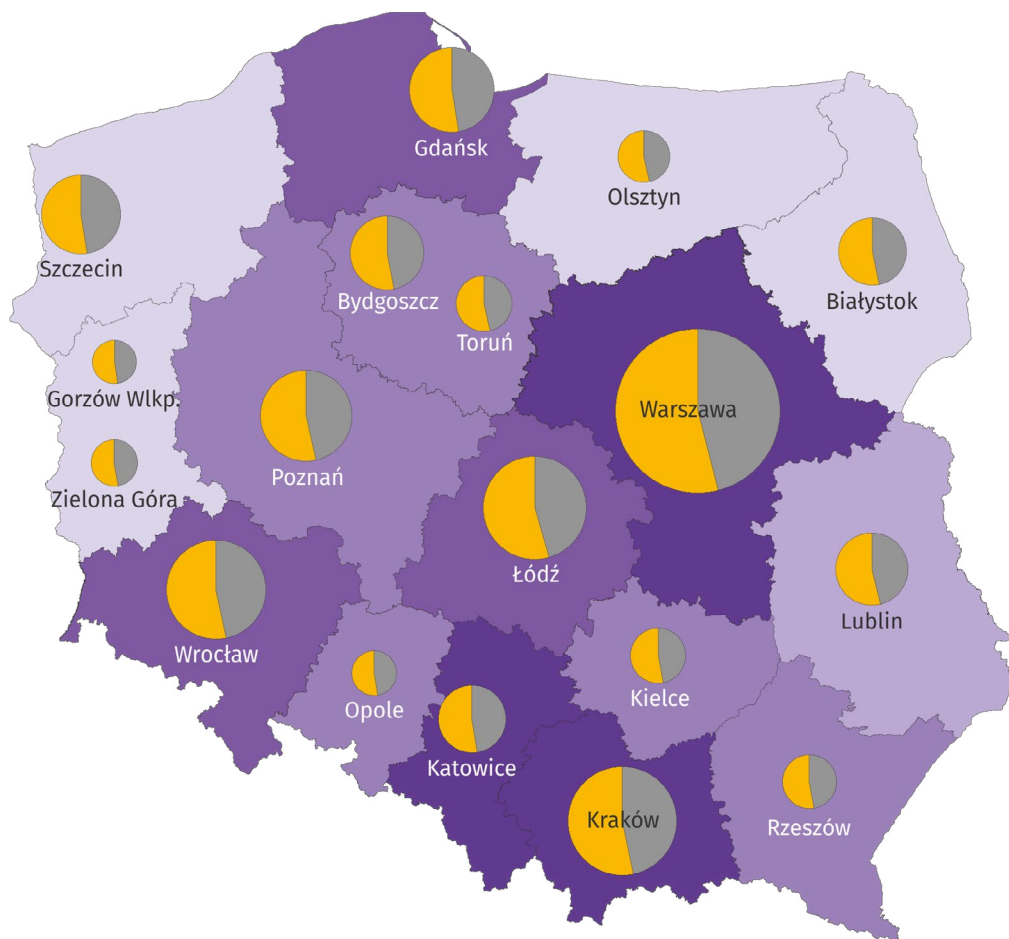 Gdańsk
Olsztyn
Szczecin
Bydgoszcz
Białystok
Toruń
Gorzów Wlkp.
Warszawa
Poznań
Zielona Góra
Łódź
Lublin
Wrocław
Kielce
Opole
Katowice
Kraków
Rzeszów